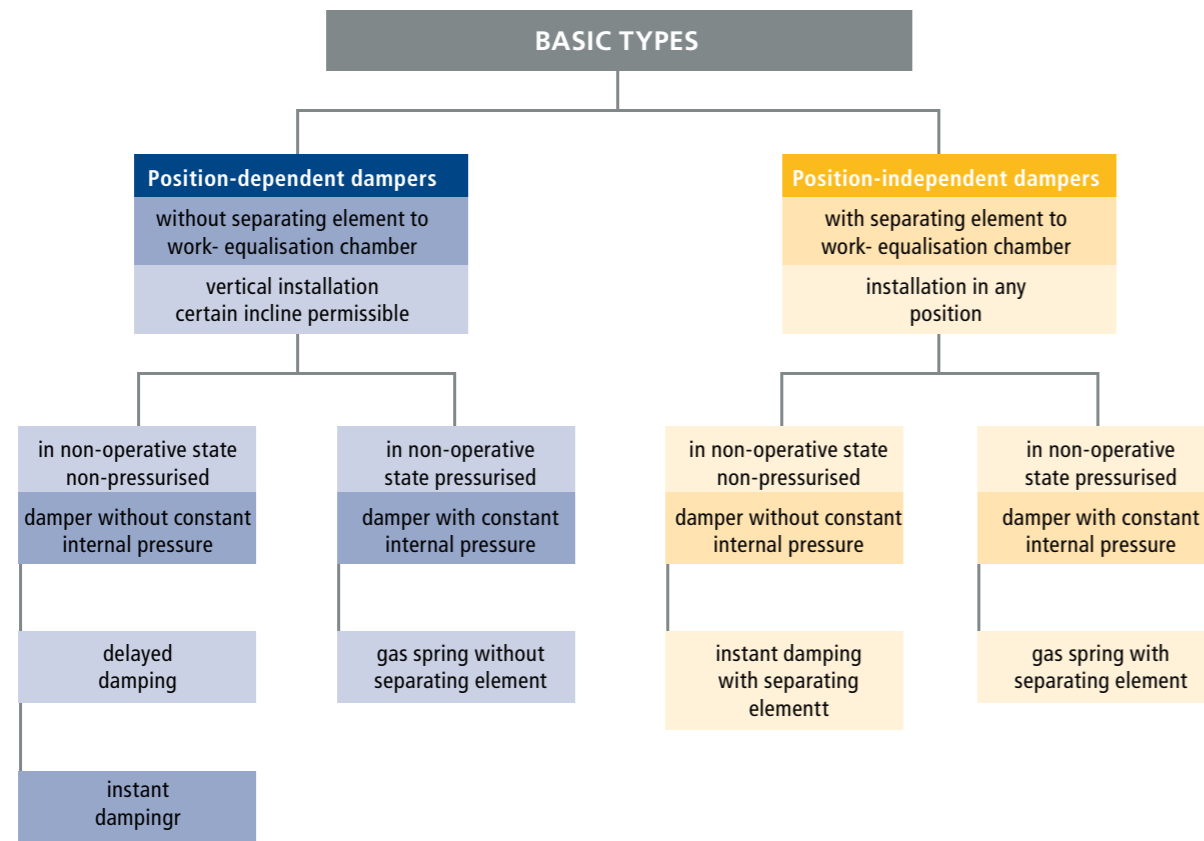 BASIC TYPES
Position-dependent dampers
without separating element to
work- equalisation chamber
vertical installation
certain incline permissible
Position-independent dampers
with separating element to
work- equalisation chamber
installation in any
position
in non-operative state
non-pressurised
damper without constant
internal pressure
delayed
damping
instant
dampingr
in non-operative
state pressurised
damper with constant
internal pressure
gas spring without
separating element
in non-operative state
non-pressurised
damper without constant
internal pressure
instant damping
with separating
elementt
in non-operative
state pressurised
damper with constant
internal pressure
gas spring with
separating element